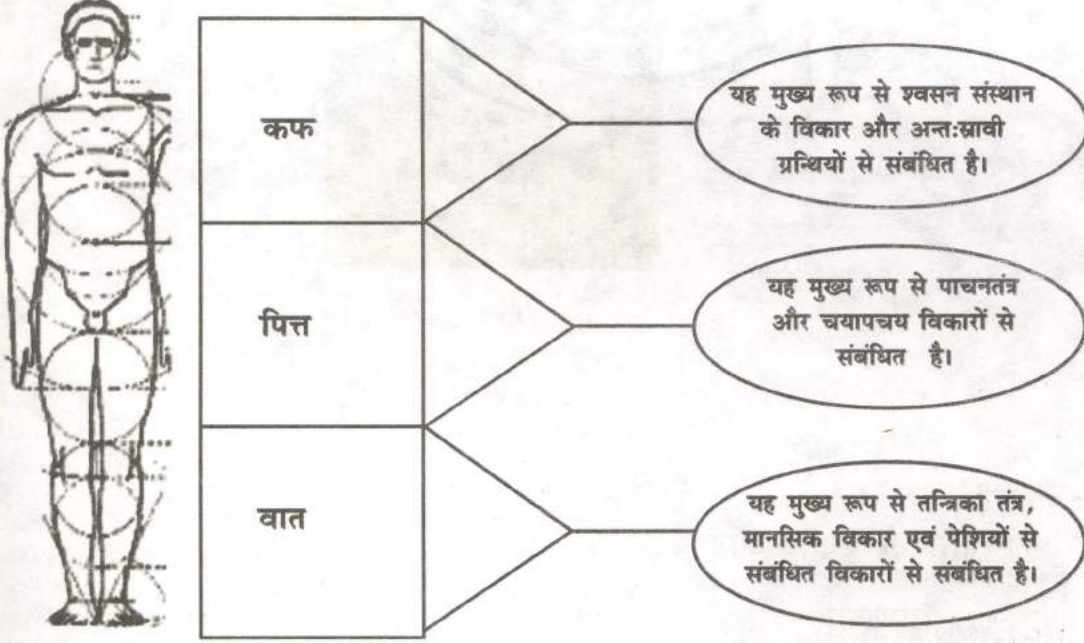 कफ
यह मुख्य रूप से श्वसन संस्थान
के विकार और अन्तःस्रावी
ग्रन्थियों से संबंधित है।
पित्त
यह मुख्य रूप से पाचनतंत्र
और चयापचय विकारों से
संबंधित है।
वात
यह मुख्य रूप से तन्त्रिका तंत्र,
मानसिक विकार एवं पेशियों से
संबंधित विकारों से संबंधित है।